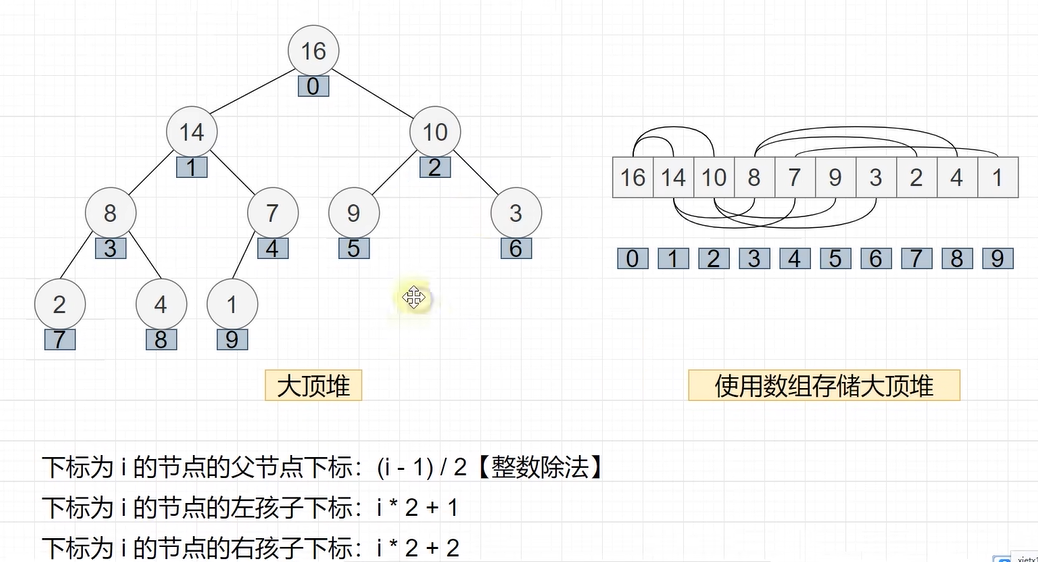 16
0
14
10
1
2
8
7
9
3
3
4
5
6
2
4
1
7
8
9
16 14 10 8 7 9 3 2 4 1
0 1 2 3 4 5 6 7 8 9
大顶堆
使用数组存储大顶堆
下标为 i 的节点的父节点下标：(i - 1) / 2【整数除法】
下标为 i 的节点的左孩子下标：i * 2 + 1
下标为 i 的节点的右孩子下标：i * 2 + 2